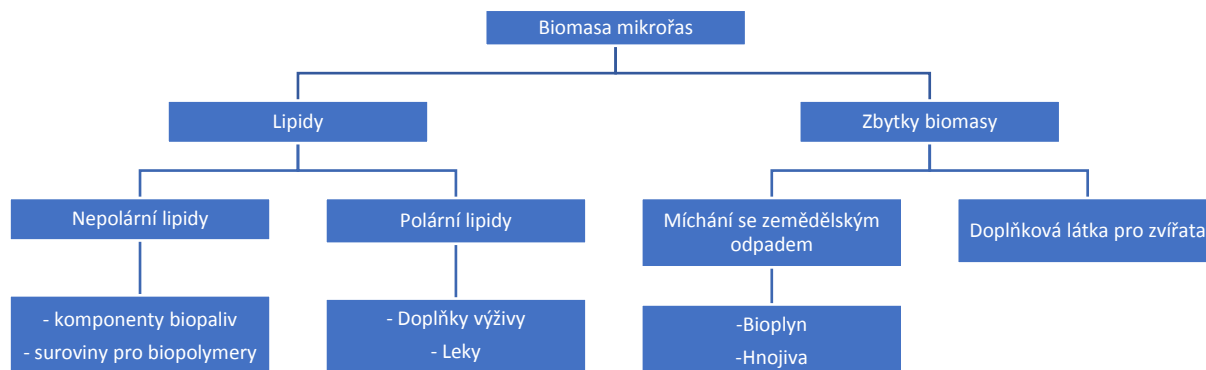 Biomasa mikrořas
Lipidy
Zbytky biomasy
Nepolární lipidy
Polární lipidy
Míchání se zemědělským
odpadem
Doplňková látka pro zvířata
- komponenty biopaliv
- suroviny pro biopolymery
- Doplňky výživy
- Leky
-Bioplyn
-Hnojiva